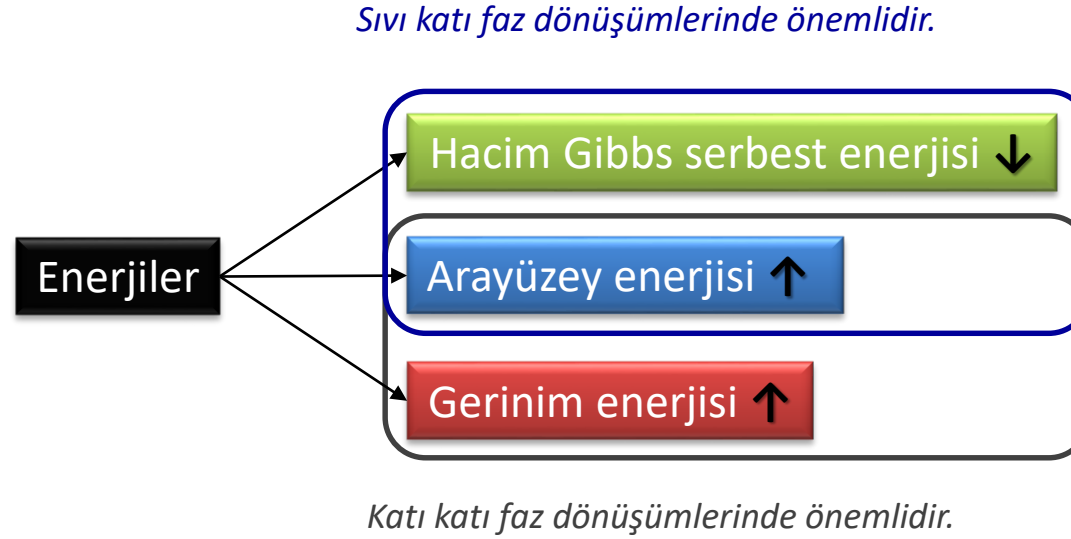 Sıvı katı faz dönüşümlerinde önemlidir.
Hacim Gibbs serbest enerjisi ↓
Enerjiler
Arayüzey enerjisi ↑
Gerinim enerjisi ↑
Katı katı faz dönüşümlerinde önemlidir.